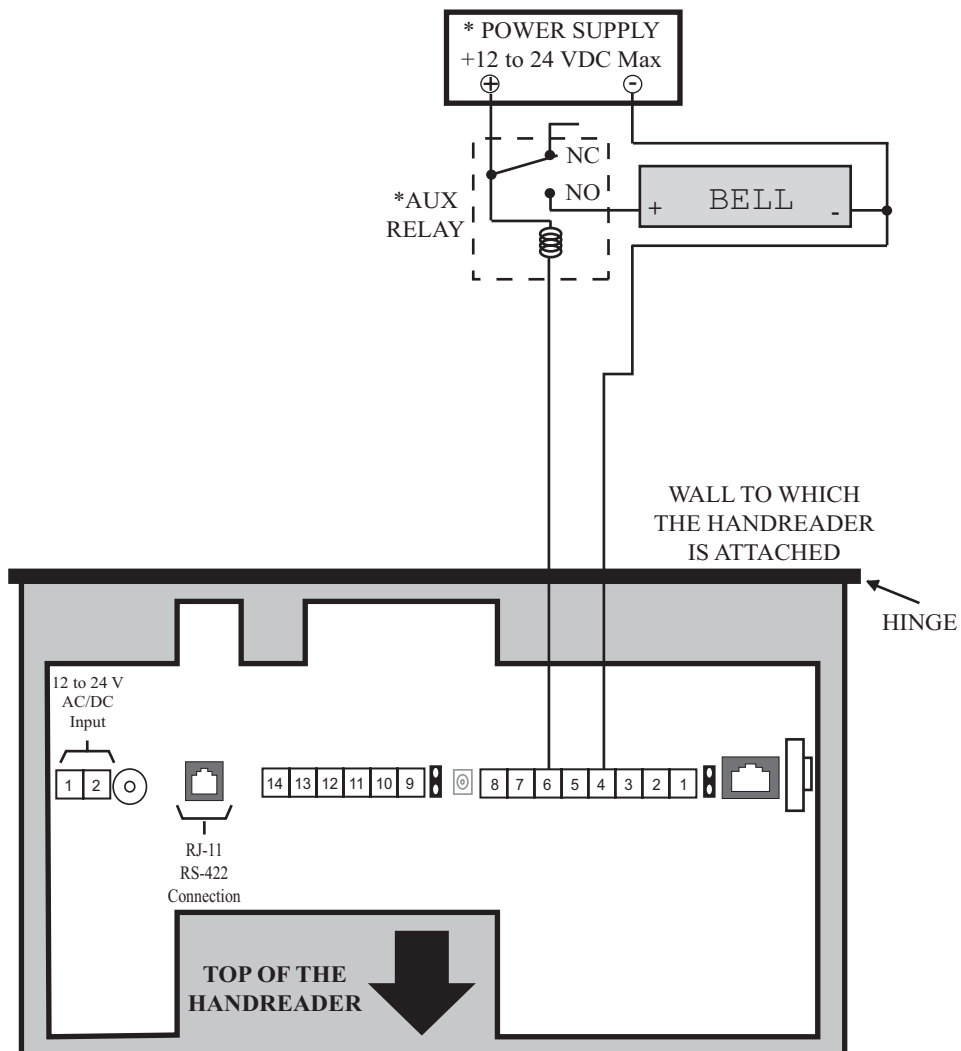 * POWER SUPPLY
+12 to 24 VDC Max
+ -
NC
NO
*AUX
RELAY
+ BELL -
WALL TO WHICH
THE HANDREADER
IS ATTACHED
HINGE
12 to 24 V
AC/DC
Input
1 2
14 13 12 11 10 9
8 7 6 5 4 3 2 1
RJ-11
RS-422
Connection
TOP OF THE
HANDREADER